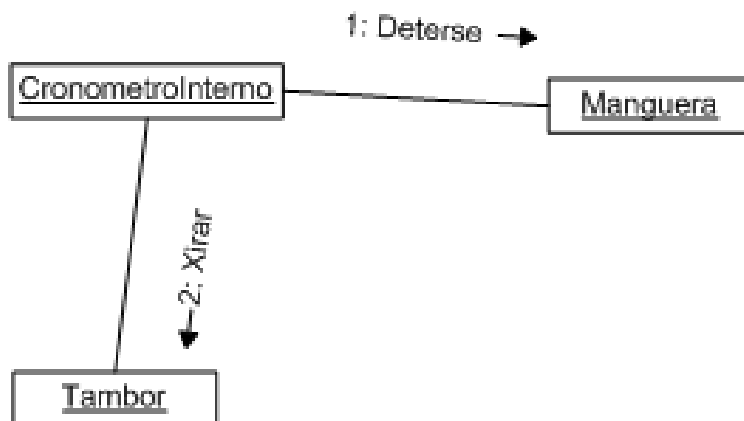 1: Deterse
CronometroInterno
Manguera
2: Xirar
Tambor